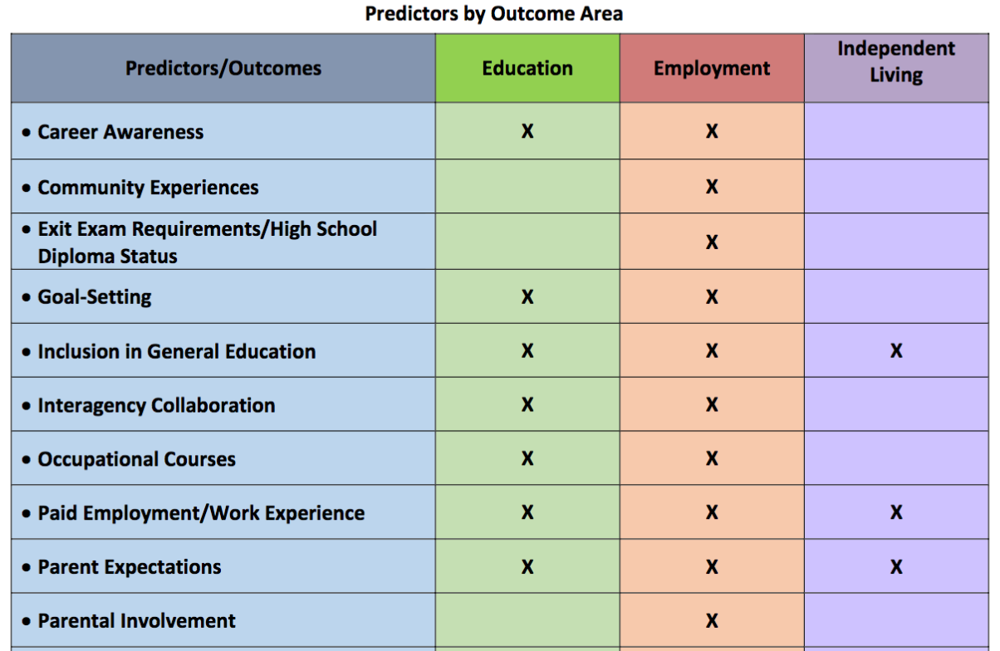 Predictors by Outcome Area
Predictors/Outcomes Education Employment Independent Living
• Career Awareness X X
• Community Experiences X
• Exit Exam Requirements/High School
Diploma Status X
• Goal-Setting X X
• Inclusion in General Education X X X
• Interagency Collaboration X X
• Occupational Courses X X
• Paid Employment/Work Experience X X X
• Parent Expectations X X X
• Parental Involvement X